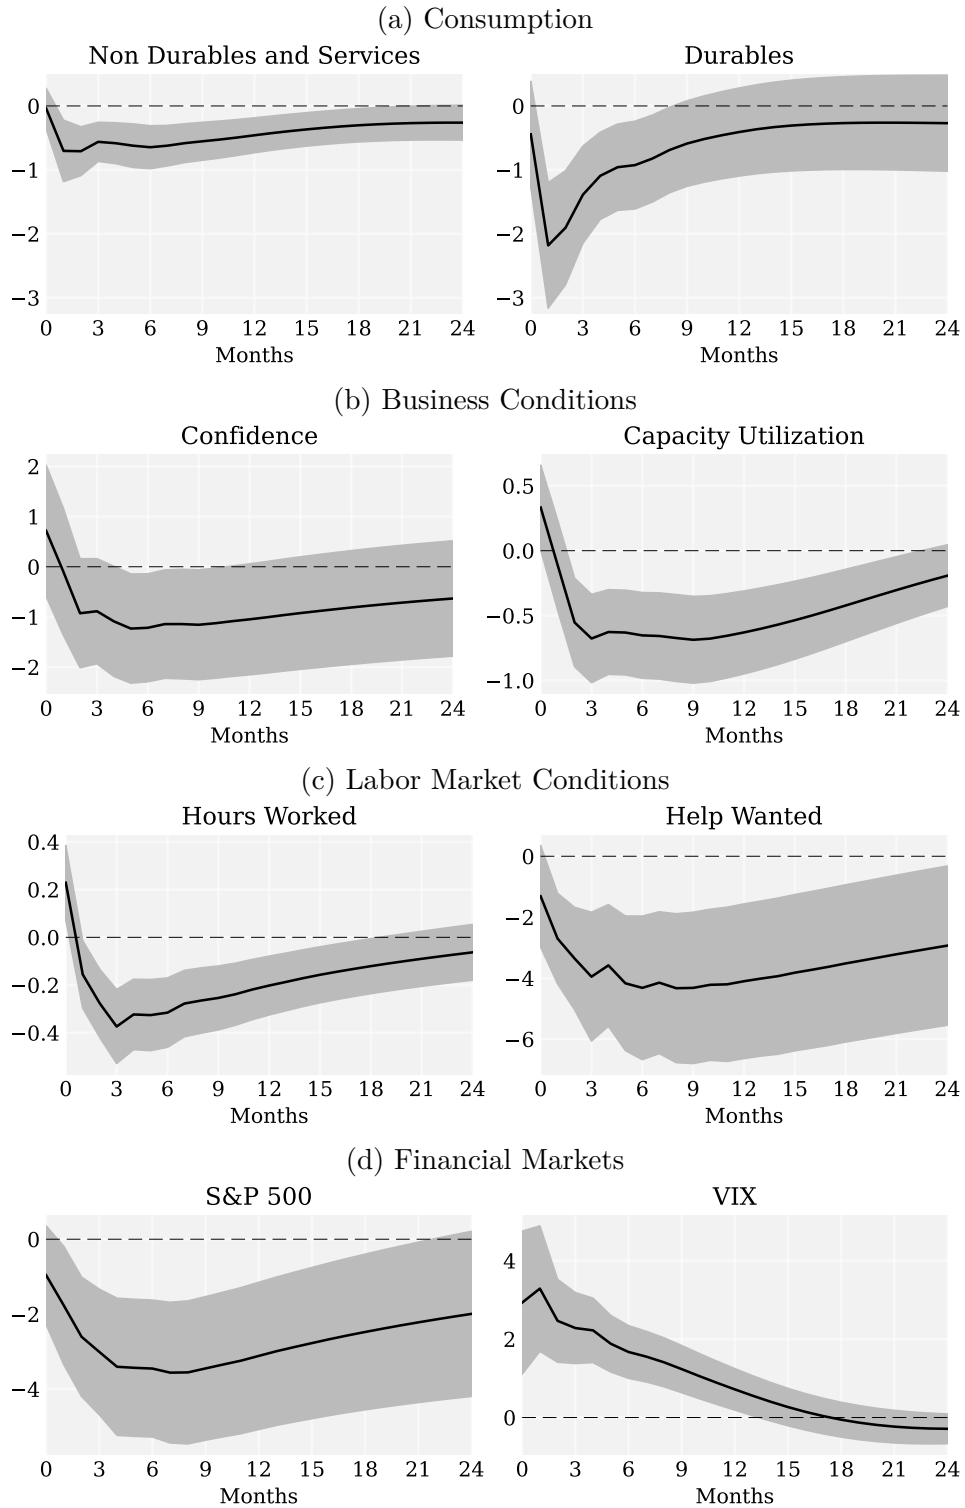 (a) Consumption
Non Durables and Services
Durables
0
−1
−2
−3
0 3 6 9 12 15 18 21 24
Months
0
−1
−2
−3
0 3 6 9 12 15 18 21 24
Months
(b) Business Conditions
Confidence
Capacity Utilization
2
1
0
−1
−2
0 3 6 9 12 15 18 21 24
Months
0.5
0.0
−0.5
−1.0
0 3 6 9 12 15 18 21 24
Months
(c) Labor Market Conditions
Hours Worked
Help Wanted
0.4
0.2
0.0
−0.2
−0.4
0 3 6 9 12 15 18 21 24
Months
0
−2
−4
−6
0 3 6 9 12 15 18 21 24
Months
(d) Financial Markets
S&P 500
VIX
0
−2
−4
0 3 6 9 12 15 18 21 24
Months
4
2
0
0 3 6 9 12 15 18 21 24
Months